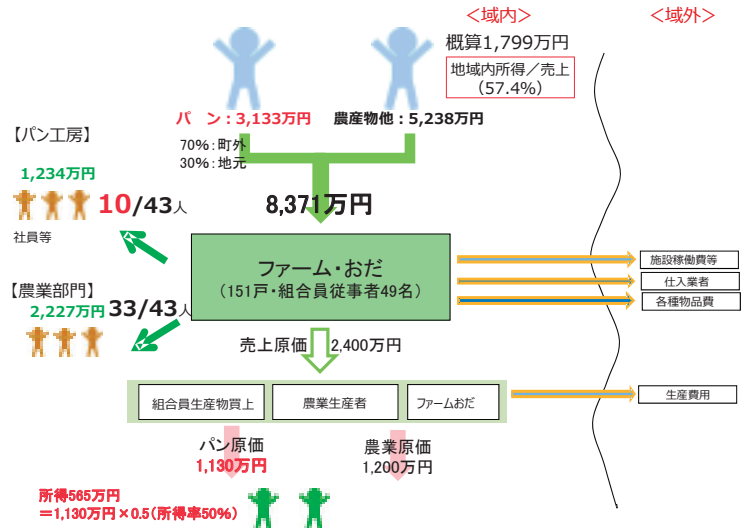 <域内>
<域外>
概算1,799万円
地域内所得／売上
(57.4%)
パ ン：3,133万円
農産物他：5,238万円
70%：町外
30%：地元
【パン工房】
1,234万円
10/43人
社員等
8,371万円
ファーム・おだ
(151戸・組合員従事者49名)
施設稼働費等
仕入業者
各種物品費
【農業部門】
2,227万円
33/43人
売上原価
2,400万円
組合員生産物買上
農業生産者
ファームおだ
生産費用
パン原価
1,130万円
農業原価
1,200万円
所得565万円
＝1,130万円×0.5(所得率50%)